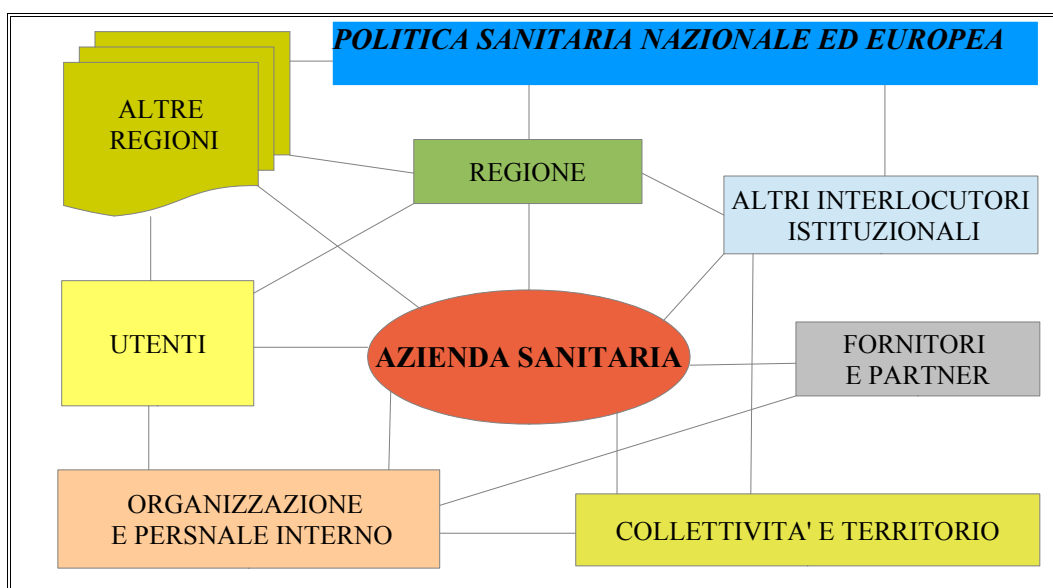 POLITICA SANITARIA NAZIONALE ED EUROPEA
ALTRE
REGIONI
REGIONE
ALTRI INTERLOCUTORI
ISTITUZIONALI
UTENTI
AZIENDA SANITARIA
FORNITORI
E PARTNER
ORGANIZZAZIONE
E PERSNALE INTERNO
COLLETTIVITA' E TERRITORIO